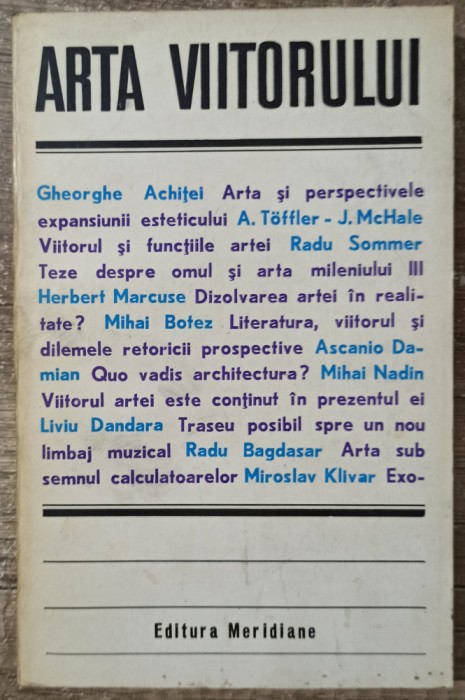 ARTA VIITORULUI
Gheorghe Achiţei Arta şi perspectivele
expansiunii esteticului A. Töffler - J. McHale
Viitorul şi funcţiile artei Radu Sommer
Teze despre omul şi arta mileniului III
Herbert Marcuse Dizolvarea artei în reali-
tate? Mihai Botez Literatura, viitorul şi
dilemele retoricii prospective Ascanio Da-
mian Quo vadis architectura? Mihai Nadin
Viitorul artei este conţinut în prezentul ei
Liviu Dandara Traseu posibil spre un nou
limbaj muzical Radu Bagdasar Arta sub
semnul calculatoarelor Miroslav Klivar Exo-
Editura Meridiane